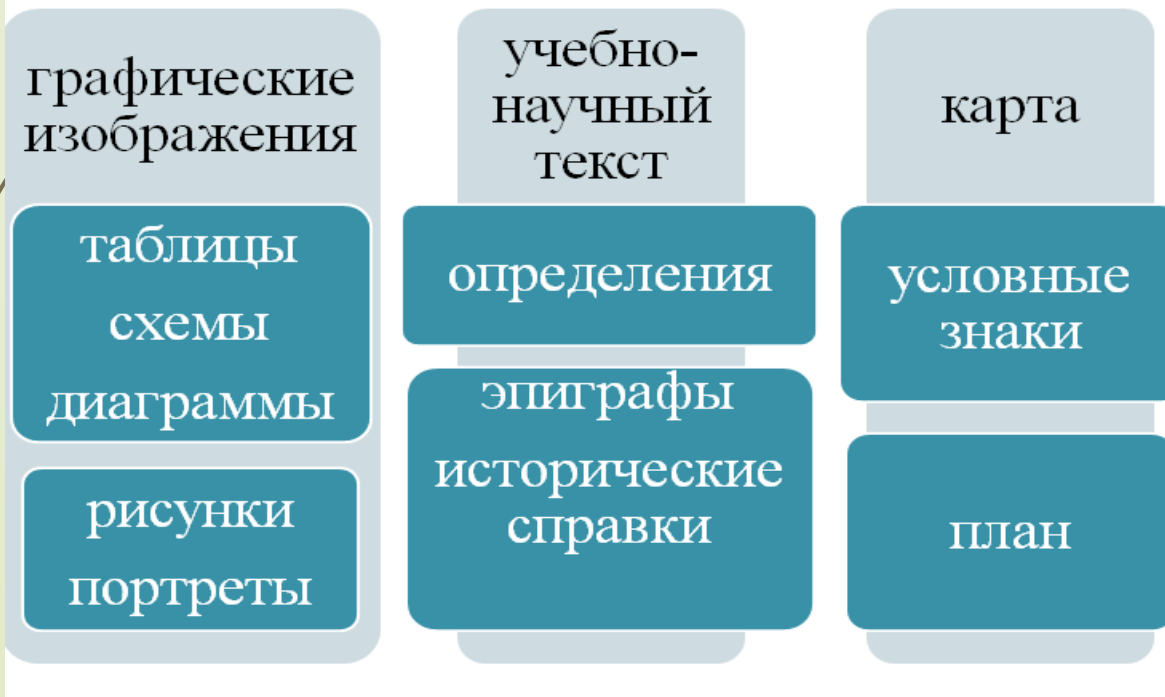 графические
изображения
таблицы
схемы
диаграммы
рисунки
портреты
учебно-
научный
текст
определения
эпиграфы
исторические
справки
карта
условные
знаки
план